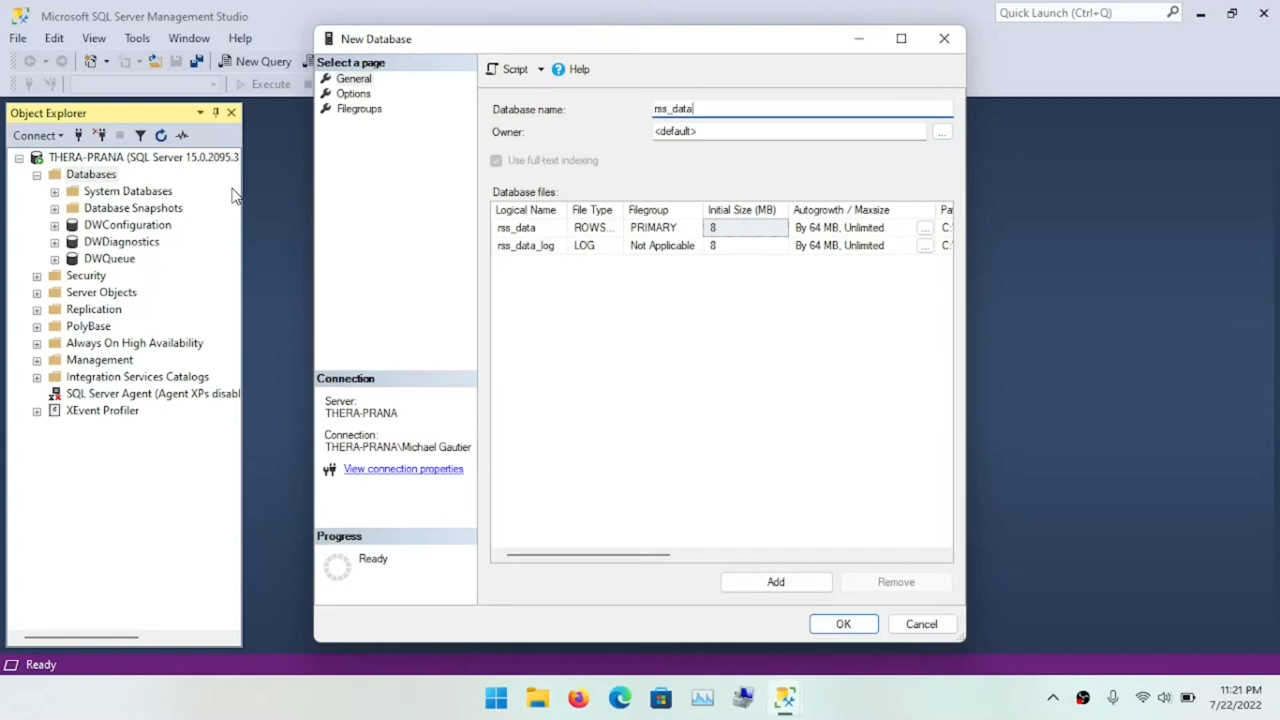 Microsoft SQL Server Management Studio
Quick Launch (Ctrl+Q)
File Edit View Tools Window Help
New Query
Execute
Object Explorer
Connect
THERA-PRANA (SQL Server 15.0.2095.3
Databases
System Databases
Database Snapshots
DWConfiguration
DWDiagnostics
DWQueue
Security
Server Objects
Replication
PolyBase
Always On High Availability
Management
Integration Services Catalogs
SQL Server Agent (Agent XPs disabl
XEvent Profiler
New Database
Select a page
General
Options
Filegroups
Connection
Server:
THERA-PRANA
Connection:
THERA-PRANA\Michael Gautier
View connection properties
Progress
Ready
Script Help
Database name: rss_data
Owner: <default> ...
Use full-text indexing
Database files:
Logical Name File Type Filegroup Initial Size (MB) Autogrowth / Maxsize Pa
rss_data ROWS... PRIMARY 8 By 64 MB, Unlimited ... C:\
rss_data_log LOG Not Applicable 8 By 64 MB, Unlimited ... C:\
Add Remove
OK Cancel
Ready
11:21 PM
7/22/2022